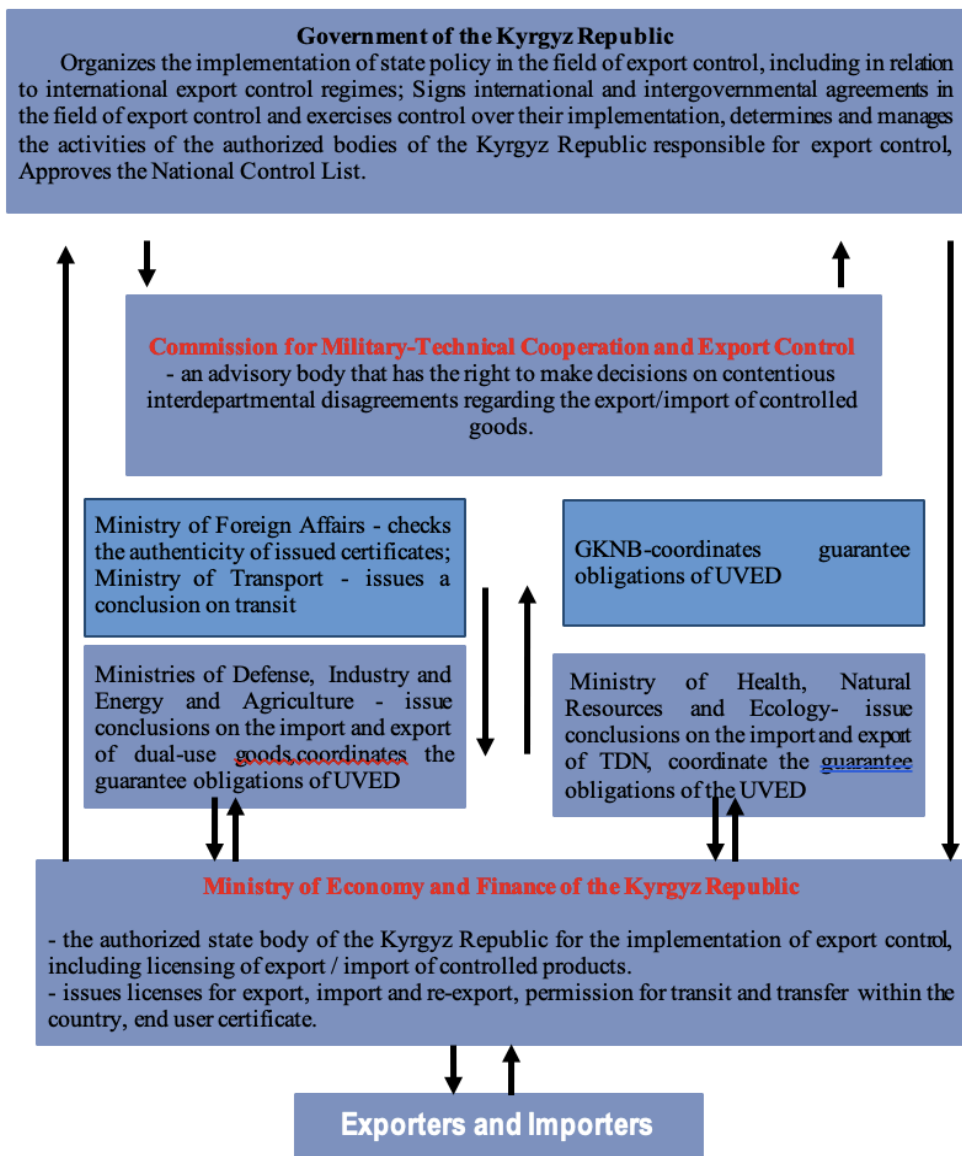 Government of the Kyrgyz Republic
Organizes the implementation of state policy in the field of export control, including in relation
to international export control regimes; Signs international and intergovernmental agreements in
the field of export control and exercises control over their implementation, determines and manages
the activities of the authorized bodies of the Kyrgyz Republic responsible for export control,
Approves the National Control List.
Commission for Military-Technical Cooperation and Export Control
- an advisory body that has the right to make decisions on contentious
interdepartmental disagreements regarding the export/import of controlled
goods.
Ministry of Foreign Affairs - checks
the authenticity of issued certificates;
Ministry of Transport - issues a
conclusion on transit
GKNB-coordinates guarantee
obligations of UVED
Ministries of Defense, Industry and
Energy and Agriculture - issue
conclusions on the import and export
of dual-use goods,coordinates the
guarantee obligations of UVED
Ministry of Health, Natural
Resources and Ecology- issue
conclusions on the import and export
of TDN, coordinate the guarantee
obligations of the UVED
Ministry of Economy and Finance of the Kyrgyz Republic
- the authorized state body of the Kyrgyz Republic for the implementation of export control,
including licensing of export / import of controlled products.
- issues licenses for export, import and re-export, permission for transit and transfer within the
country, end user certificate.
Exporters and Importers